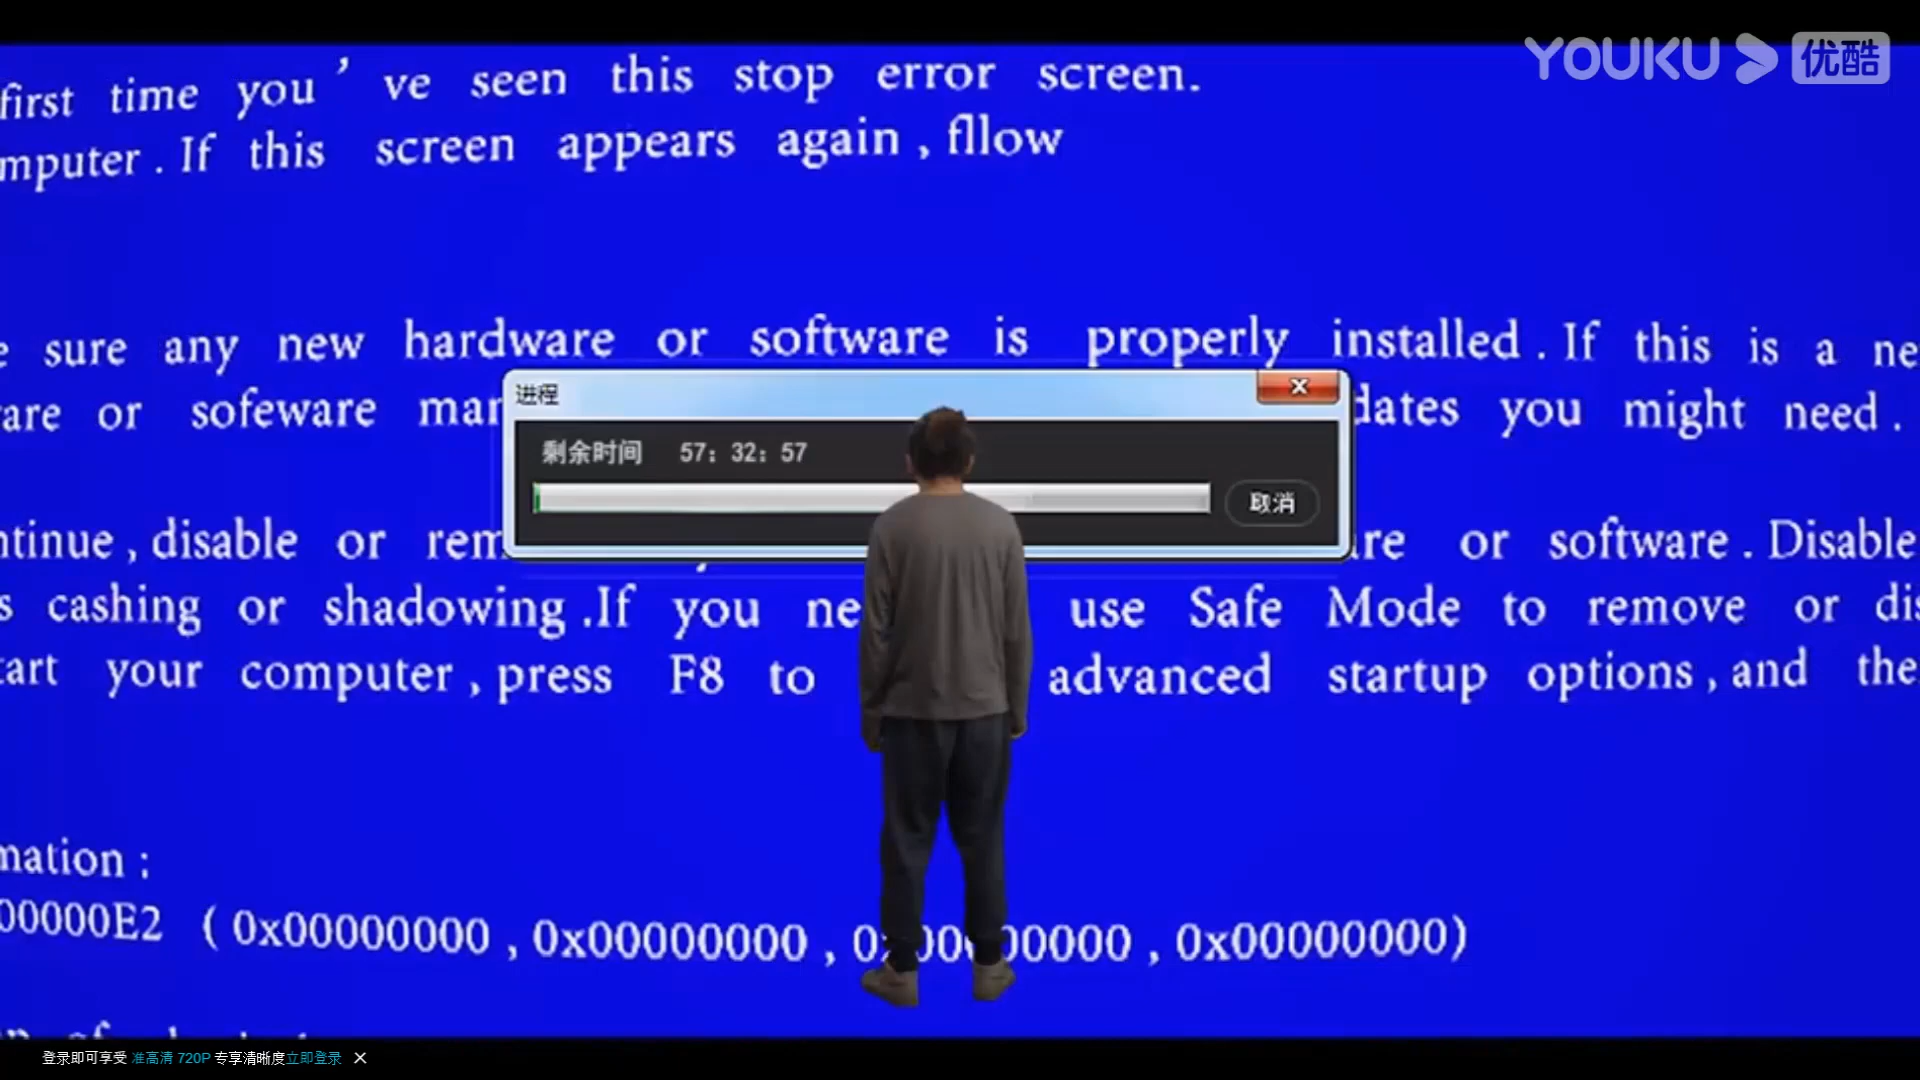 YOUKU 优酷
first time you ’ ve seen this stop error screen.
mputer . If this screen appears again , fllow
sure any new hardware or software is properly installed . If this is a ne
进程
are or sofeware mar dates you might need .
剩余时间 57: 32: 57
取消
ntinue , disable or rem re or software . Disable
s cashing or shadowing .If you ne use Safe Mode to remove or dis
tart your computer , press F8 to advanced startup options , and the
mation :
00000E2 ( 0x00000000 , 0x00000000 , 0x00000000 , 0x00000000)
登录即可享受 准高清 720P 专享清晰度立即登录 ✕